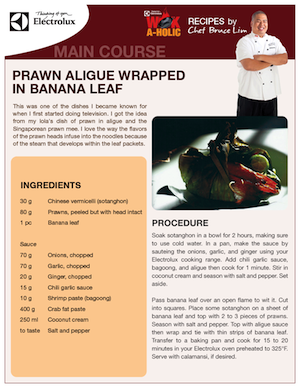 Thinking of you
Electrolux
Electrolux
WOK
A-HOLIC
RECIPES by
Chef Bruce Lim
MAIN COURSE
PRAWN ALIGUE WRAPPED
IN BANANA LEAF
This was one of the dishes I became known for
when I first started doing television. I got the idea
from my lola's dish of prawn in aligue and the
Singaporean prawn mee. I love the way the flavors
of the prawn heads infuse into the noodles because
of the steam that develops within the leaf packets.
INGREDIENTS
30 g Chinese vermicelli (sotanghon)
80 g Prawns, peeled but with head intact
1 pc Banana leaf
Sauce
70 g Onions, chopped
70 g Garlic, chopped
20 g Ginger, chopped
15 g Chili garlic sauce
10 g Shrimp paste (bagoong)
400 g Crab fat paste
250 ml Coconut cream
to taste Salt and pepper
PROCEDURE
Soak sotanghon in a bowl for 2 hours, making sure
to use cold water. In a pan, make the sauce by
sauteing the onions, garlic, and ginger using your
Electrolux cooking range. Add chili garlic sauce,
bagoong, and aligue then cook for 1 minute. Stir in
coconut cream and season with salt and pepper. Set
aside.
Pass banana leaf over an open flame to wilt it. Cut
into squares. Place some sotanghon on a sheet of
banana leaf and top with 2 to 3 pieces of prawns.
Season with salt and pepper. Top with aligue sauce
then wrap and tie with thin strips of banana leaf.
Transfer to a baking pan and cook for 15 to 20
minutes in your Electrolux oven preheated to 325°F.
Serve with calamansi, if desired.